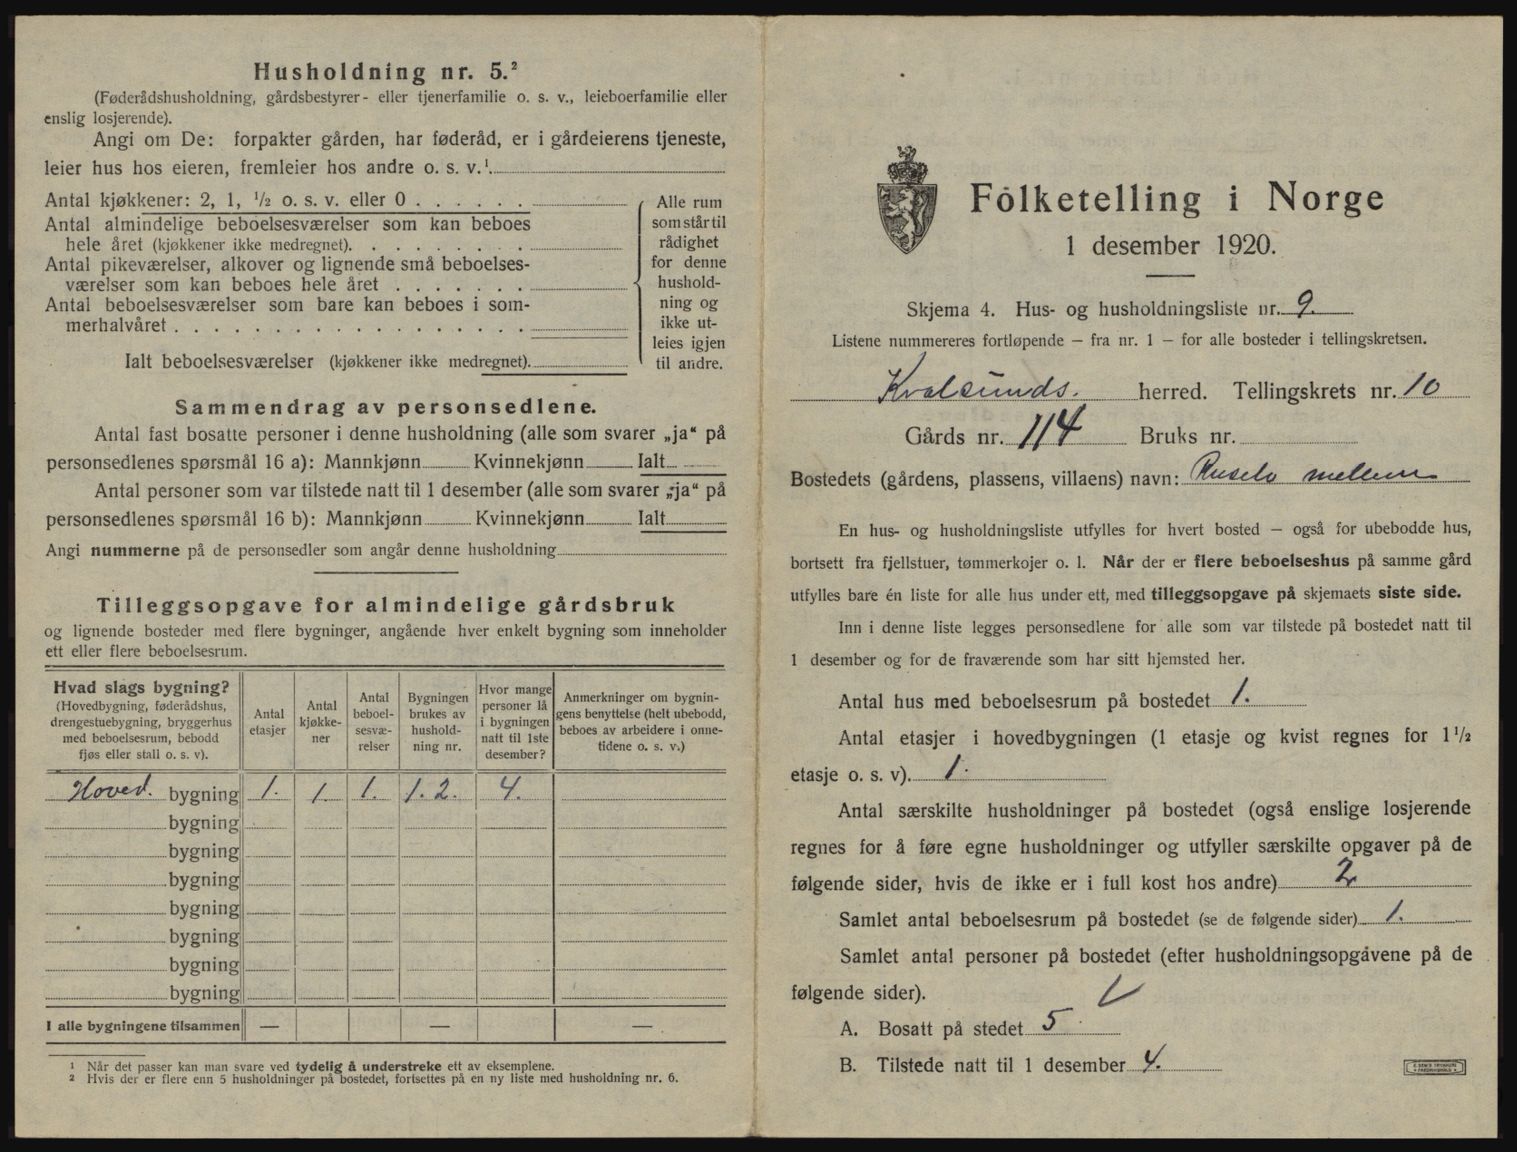 Husholdning nr. 5.²
(Føderådshusholdning, gårdsbestyrer- eller tjenerfamilie o. s. v., leieboerfamilie eller
enslig losjerende).
Angi om De: forpakter gården, har føderåd, er i gårdeierens tjeneste,
leier hus hos eieren, fremleier hos andre o. s. v.¹
Antal kjøkkener: 2, 1, ½ o. s. v. eller 0
Antal almindelige beboelsesværelser som kan beboes
hele året (kjøkkener ikke medregnet).
Antal pikeværelser, alkover og lignende små beboelses-
værelser som kan beboes hele året
Antal beboelsesværelser som bare kan beboes i som-
merhalvåret
Ialt beboelsesværelser (kjøkkener ikke medregnet).
Alle rum
som står til
rådighet
for denne
hushold-
ning og
ikke ut-
leies igjen
til andre.
Sammendrag av personsedlene.
Antal fast bosatte personer i denne husholdning (alle som svarer „ja“ på
personsedlenes spørsmål 16 a): Mannkjønn Kvinnekjønn Ialt
Antal personer som var tilstede natt til 1 desember (alle som svarer „ja“ på
personsedlenes spørsmål 16 b): Mannkjønn Kvinnekjønn Ialt
Angi nummerne på de personsedler som angår denne husholdning
Tilleggsopgave for almindelige gårdsbruk
og lignende bosteder med flere bygninger, angående hver enkelt bygning som inneholder
ett eller flere beboelsesrum.
Hvad slags bygning?
(Hovedbygning, føderådshus,
drengestuebygning, bryggerhus
med beboelsesrum, bebodd
fjøs eller stall o. s. v).
Antal
etasjer
Antal
kjøkke-
ner
Antal
beboel-
sesvæ-
relser
Bygningen
brukes av
hushold-
ning nr.
Hvor mange
personer lå
i bygningen
natt til 1ste
desember?
Anmerkninger om bygnin-
gens benyttelse (helt ubebodd,
beboes av arbeidere i onne-
tidene o. s. v.)
Hoved. bygning 1. 1. 1. 1. 2. 4.
bygning
bygning
bygning
bygning
bygning
bygning
bygning
I alle bygningene tilsammen — — —
¹ Når det passer kan man svare ved tydelig å understreke ett av eksemplene.
² Hvis der er flere enn 5 husholdninger på bostedet, fortsettes på en ny liste med husholdning nr. 6.
Folketelling i Norge
1 desember 1920.
Skjema 4. Hus- og husholdningsliste nr. 9.
Listene nummereres fortløpende — fra nr. 1 — for alle bosteder i tellingskretsen.
Kvalsunds. herred. Tellingskrets nr. 10
Gårds nr. 114 Bruks nr.
Bostedets (gårdens, plassens, villaens) navn: Ruselv mellem
En hus- og husholdningsliste utfylles for hvert bosted — også for ubebodde hus,
bortsett fra fjellstuer, tømmerkojer o. l. Når der er flere beboelseshus på samme gård
utfylles bare én liste for alle hus under ett, med tilleggsopgave på skjemaets siste side.
Inn i denne liste legges personsedlene for alle som var tilstede på bostedet natt til
1 desember og for de fraværende som har sitt hjemsted her.
Antal hus med beboelsesrum på bostedet 1.
Antal etasjer i hovedbygningen (1 etasje og kvist regnes for 1½
etasje o. s. v). 1.
Antal særskilte husholdninger på bostedet (også enslige losjerende
regnes for å føre egne husholdninger og utfyller særskilte opgaver på de
følgende sider, hvis de ikke er i full kost hos andre) 2
Samlet antal beboelsesrum på bostedet (se de følgende sider) 1.
Samlet antal personer på bostedet (efter husholdningsopgavene på de
følgende sider).
A. Bosatt på stedet 5
B. Tilstede natt til 1 desember 4.